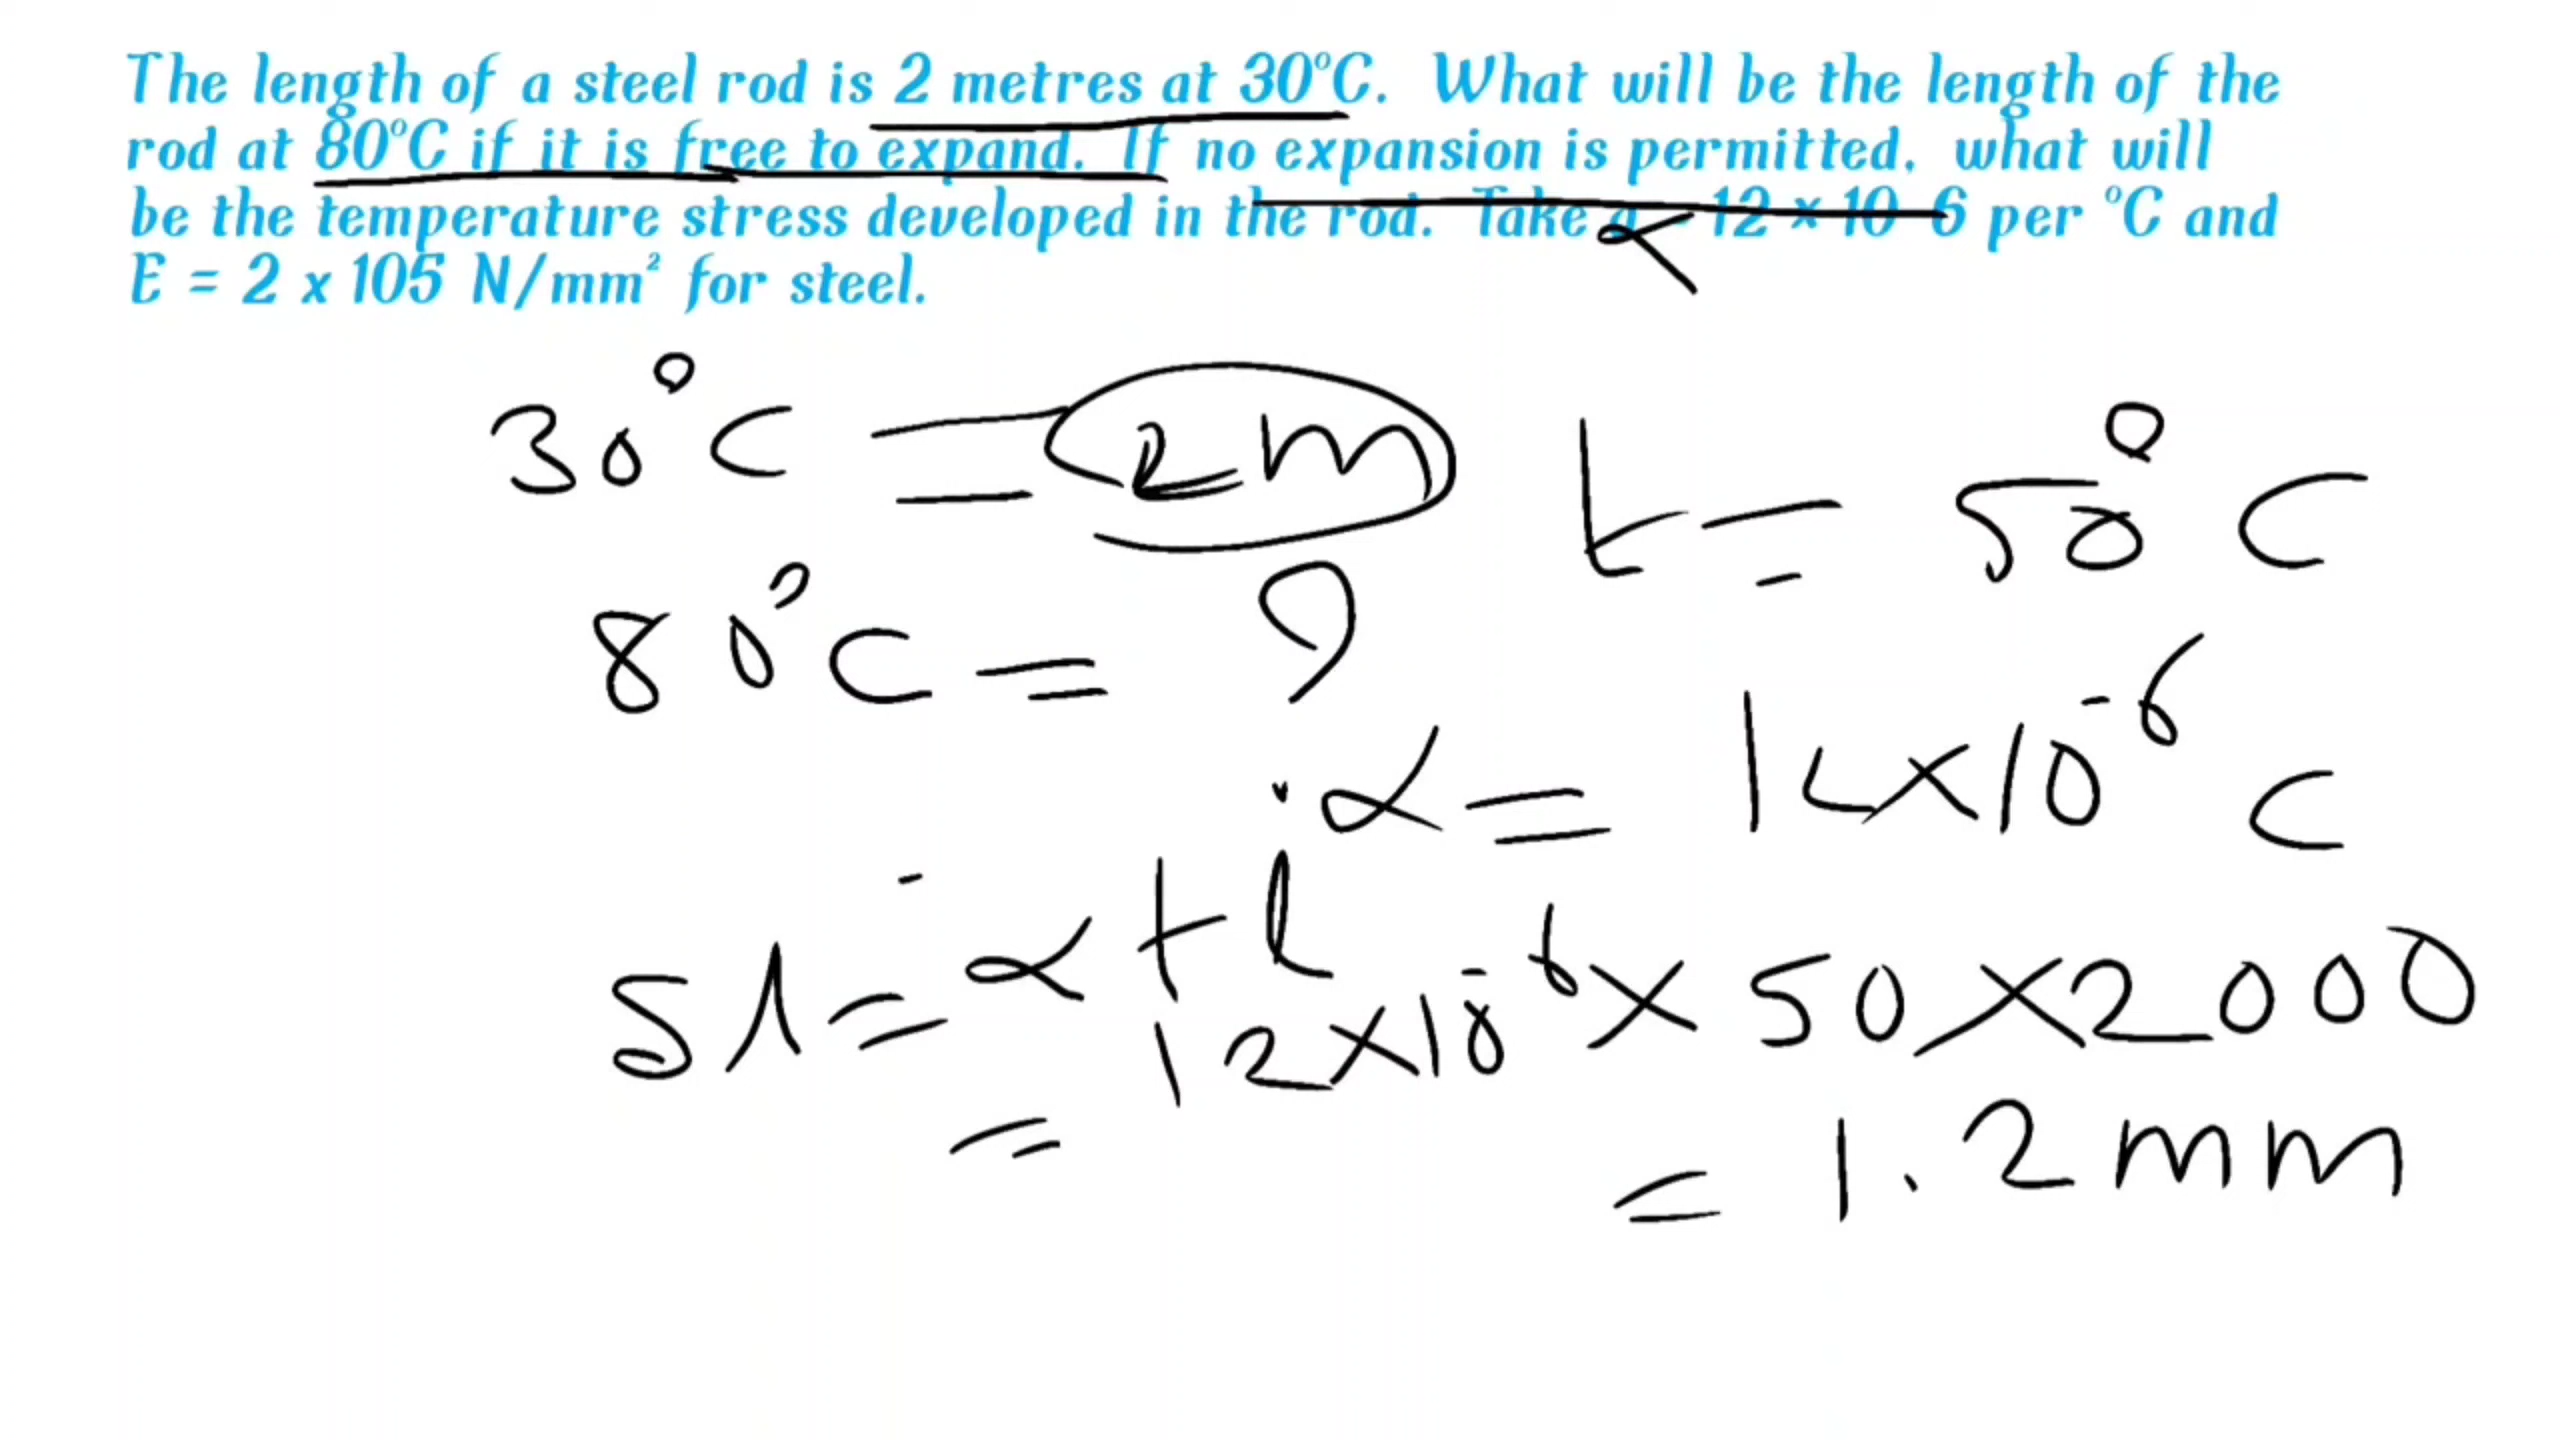 The length of a steel rod is 2 metres at 30°C. What will be the length of the
rod at 80°C if it is free to expand. If no expansion is permitted, what will
be the temperature stress developed in the rod. Take α 12 × 10-6 per °C and
E = 2 x 105 N/mm² for steel.
30°C = 2m t = 50°C
80°C = ?
α = 12×10-6 C
δl = αtl
= 12×10-6 × 50 × 2000
= 1.2mm